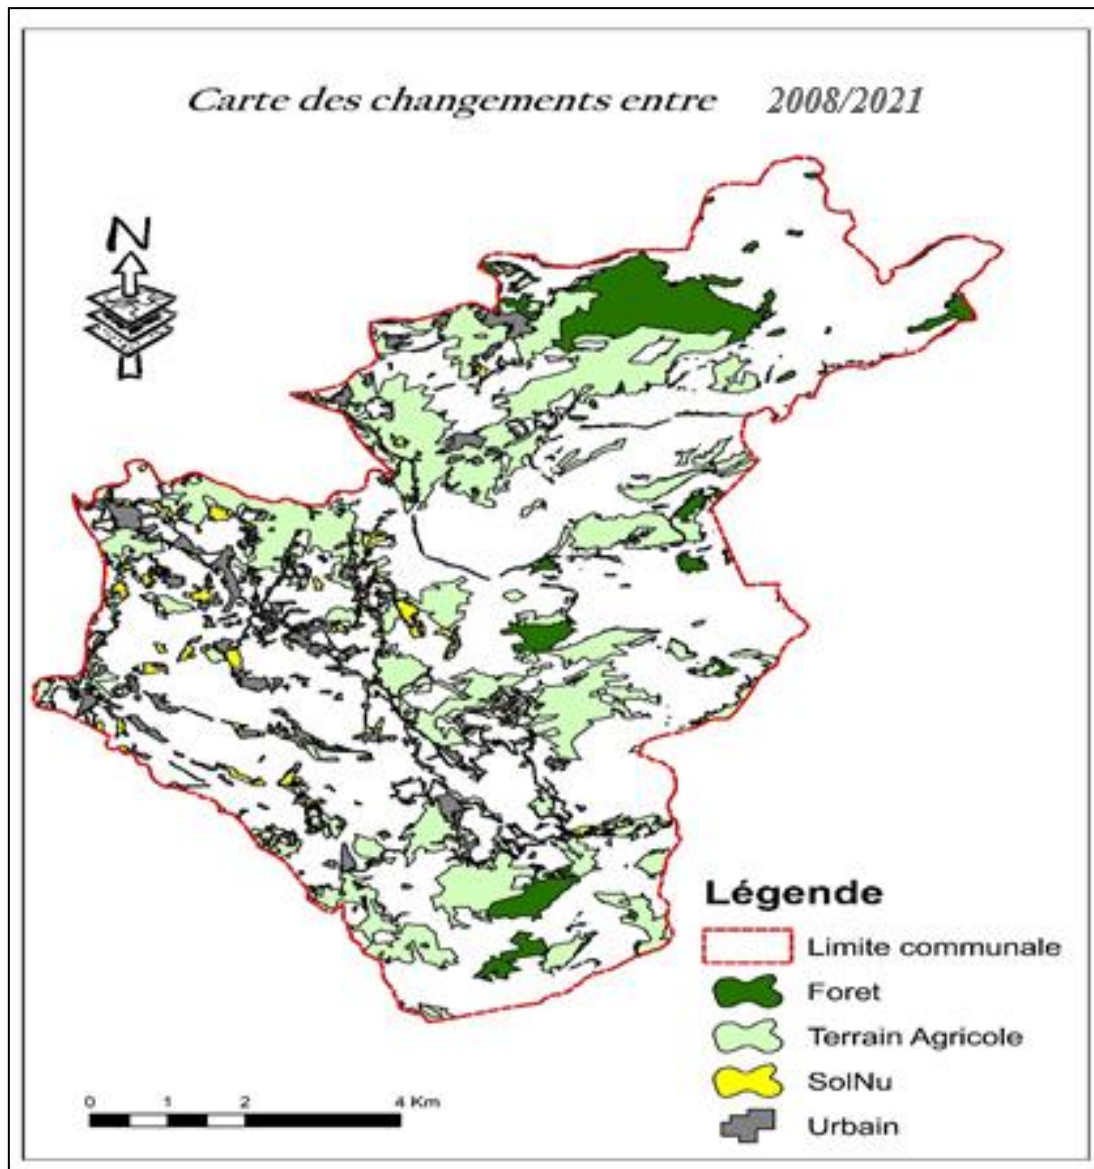 Carte des changements entre 2008/2021
N
Légende
Limite communale
Foret
Terrain Agricole
SolNu
Urbain
0 1 2 4 Km